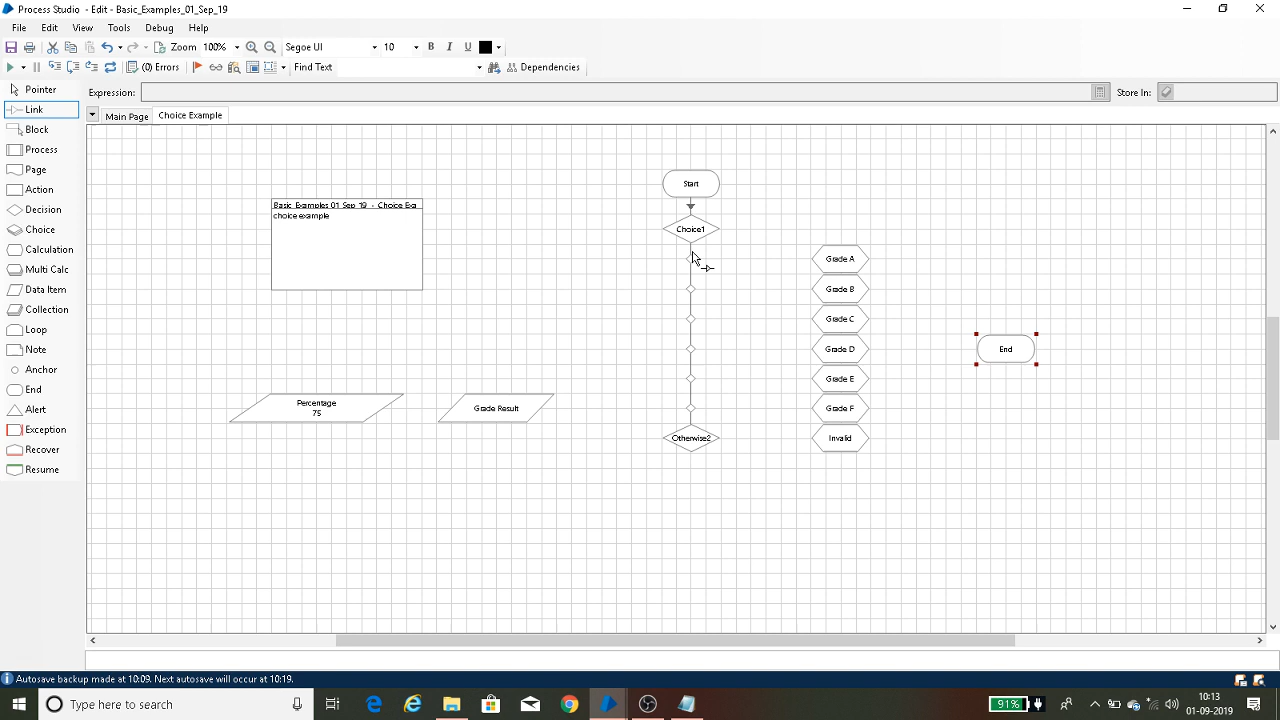 Process Studio - Edit - Basic_Examples_01_Sep_19
File Edit View Tools Debug Help
Zoom 100% Segoe UI 10 B I U
(0) Errors Find Text Dependencies
Pointer
Link
Block
Process
Page
Action
Decision
Choice
Calculation
Multi Calc
Data Item
Collection
Loop
Note
Anchor
End
Alert
Exception
Recover
Resume
Expression: Store In:
Main Page Choice Example
Basic_Examples_01_Sep_19 - Choice Exa
choice example
Percentage
75
Grade Result
Start
Choice1
Otherwise2
Grade A
Grade B
Grade C
Grade D
Grade E
Grade F
Invalid
End
Autosave backup made at 10:09. Next autosave will occur at 10:19.
Type here to search
91%
10:13
01-09-2019